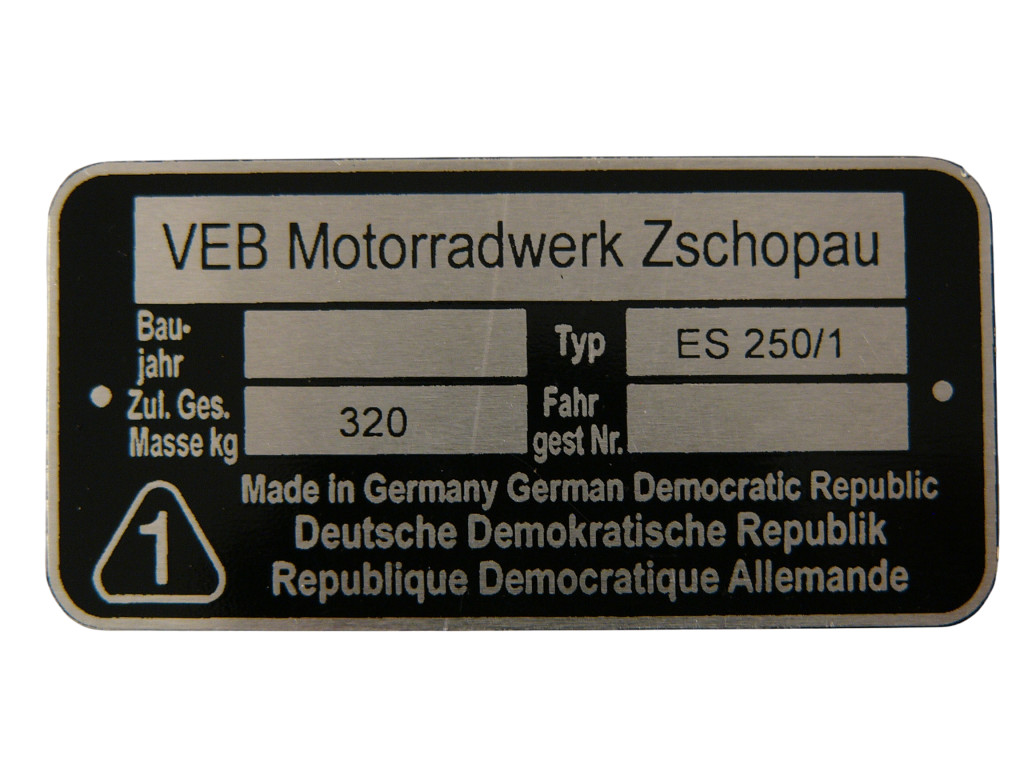 VEB Motorradwerk Zschopau
Bau-
jahr
Typ
ES 250/1
Zul. Ges.
Masse kg
320
Fahr
gest Nr.
1
Made in Germany German Democratic Republic
Deutsche Demokratische Republik
Republique Democratique Allemande